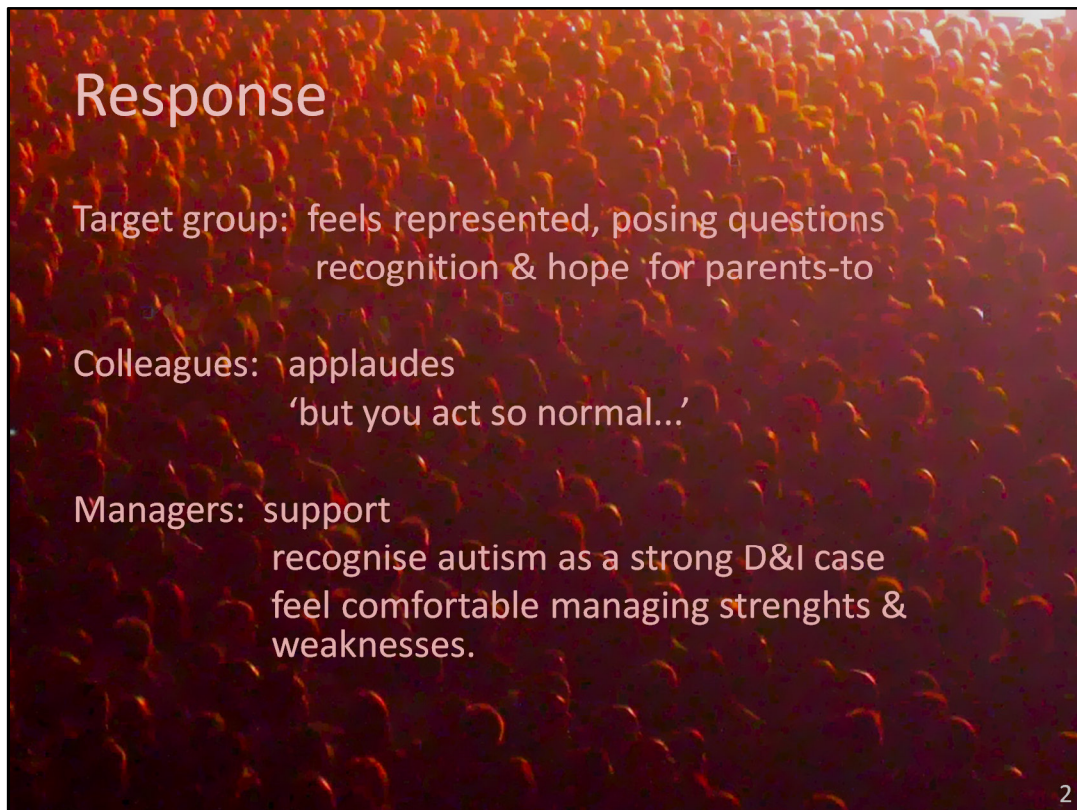 Response
Target group: feels represented, posing questions
recognition & hope for parents-to
Colleagues: applaudes
‘but you act so normal...’
Managers: support
recognise autism as a strong D&I case
feel comfortable managing strenghts &
weaknesses.
2